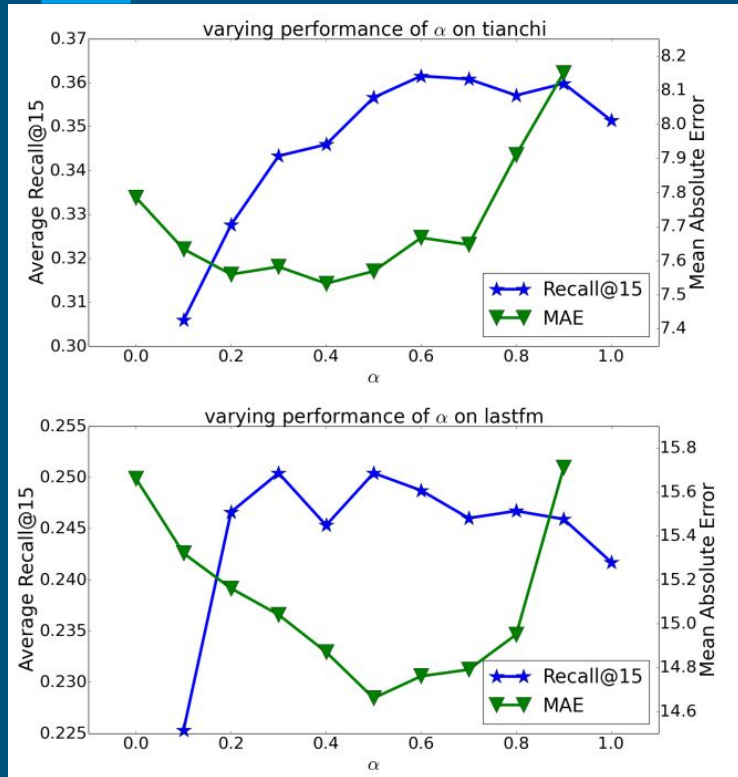 varying performance of α on tianchi
0.37
0.36
0.35
0.34
0.33
0.32
0.31
0.30
Average Recall@15
8.2
8.1
8.0
7.9
7.8
7.7
7.6
7.5
7.4
Mean Absolute Error
Recall@15
MAE
0.0 0.2 0.4 0.6 0.8 1.0
α
varying performance of α on lastfm
0.255
0.250
0.245
0.240
0.235
0.230
0.225
Average Recall@15
15.8
15.6
15.4
15.2
15.0
14.8
14.6
Mean Absolute Error
Recall@15
MAE
0.0 0.2 0.4 0.6 0.8 1.0
α